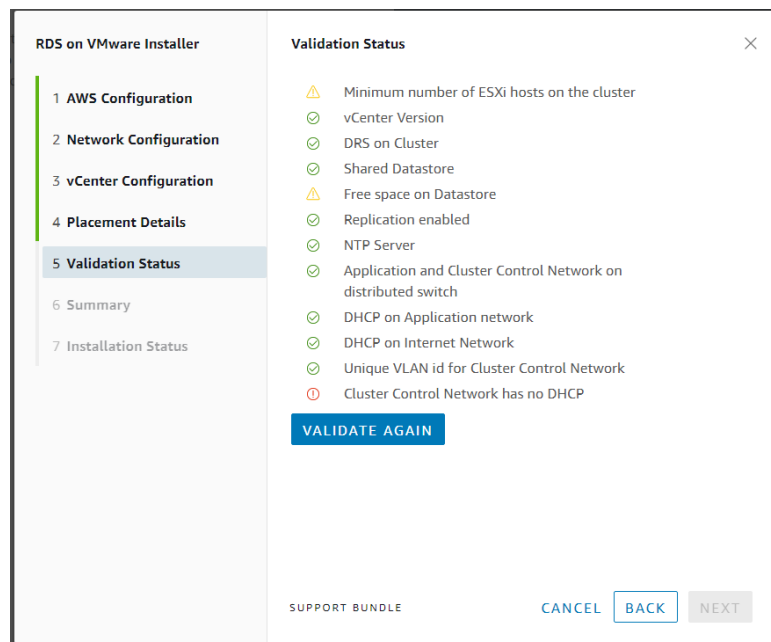 RDS on VMware Installer
1 AWS Configuration
2 Network Configuration
3 vCenter Configuration
4 Placement Details
5 Validation Status
6 Summary
7 Installation Status
Validation Status
Minimum number of ESXi hosts on the cluster
vCenter Version
DRS on Cluster
Shared Datastore
Free space on Datastore
Replication enabled
NTP Server
Application and Cluster Control Network on
distributed switch
DHCP on Application network
DHCP on Internet Network
Unique VLAN id for Cluster Control Network
Cluster Control Network has no DHCP
VALIDATE AGAIN
SUPPORT BUNDLE
CANCEL
BACK
NEXT